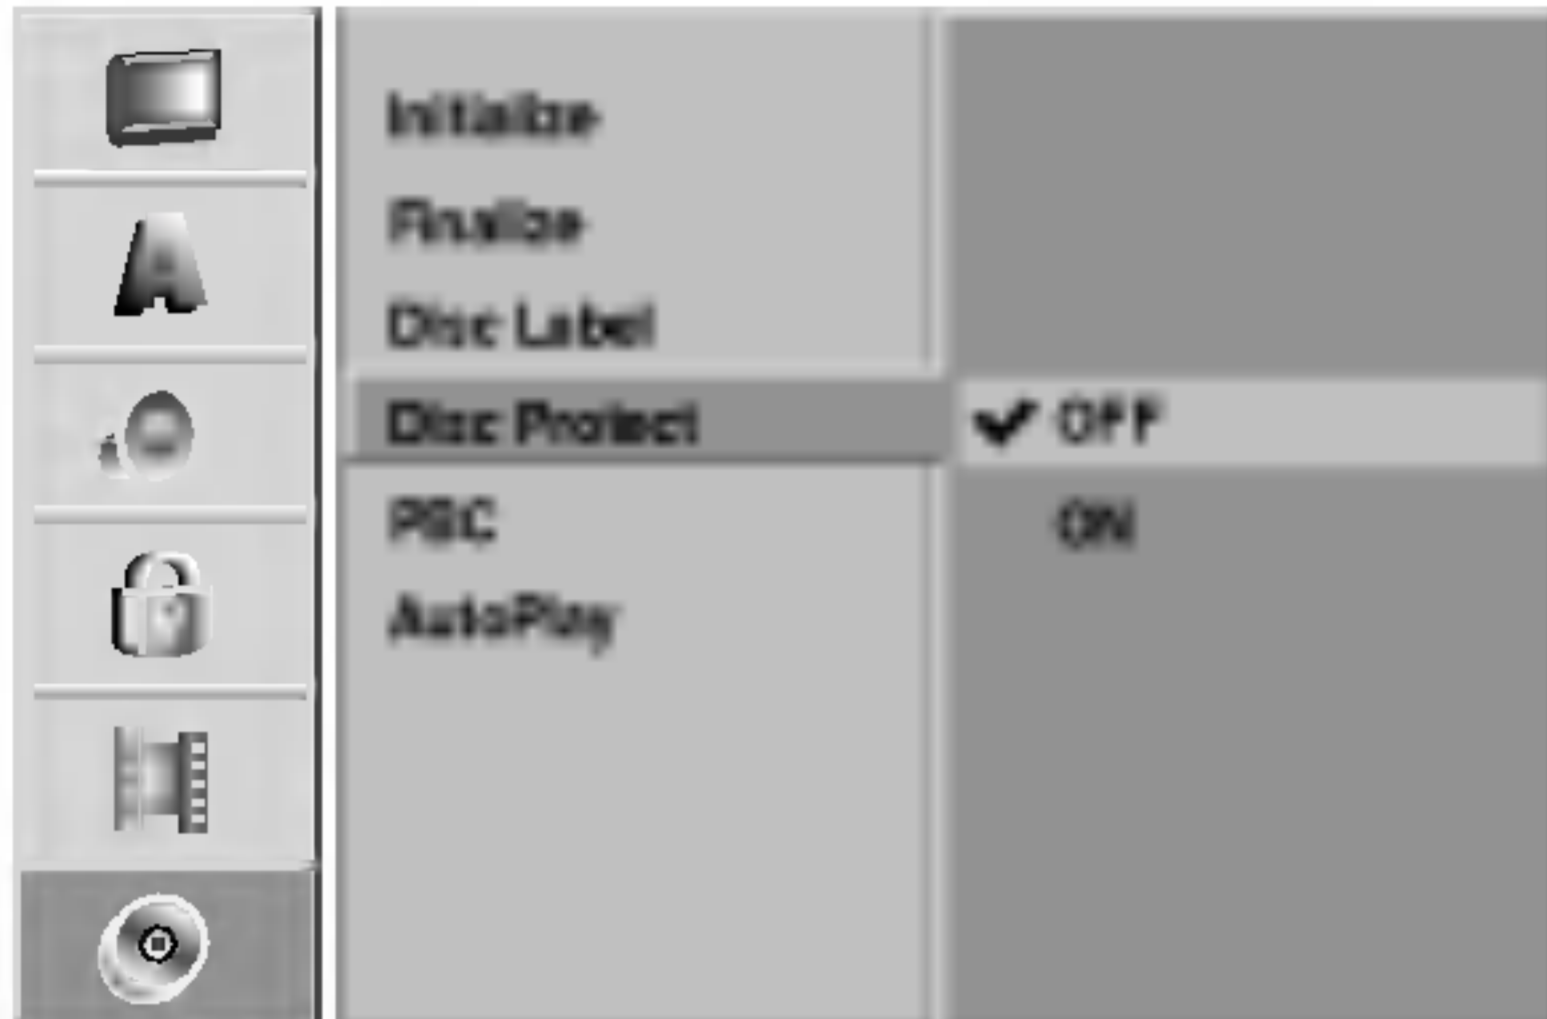 Initialize
Finalize
Disc Label
Disc Protect
OFF
PBC
ON
AutoPlay